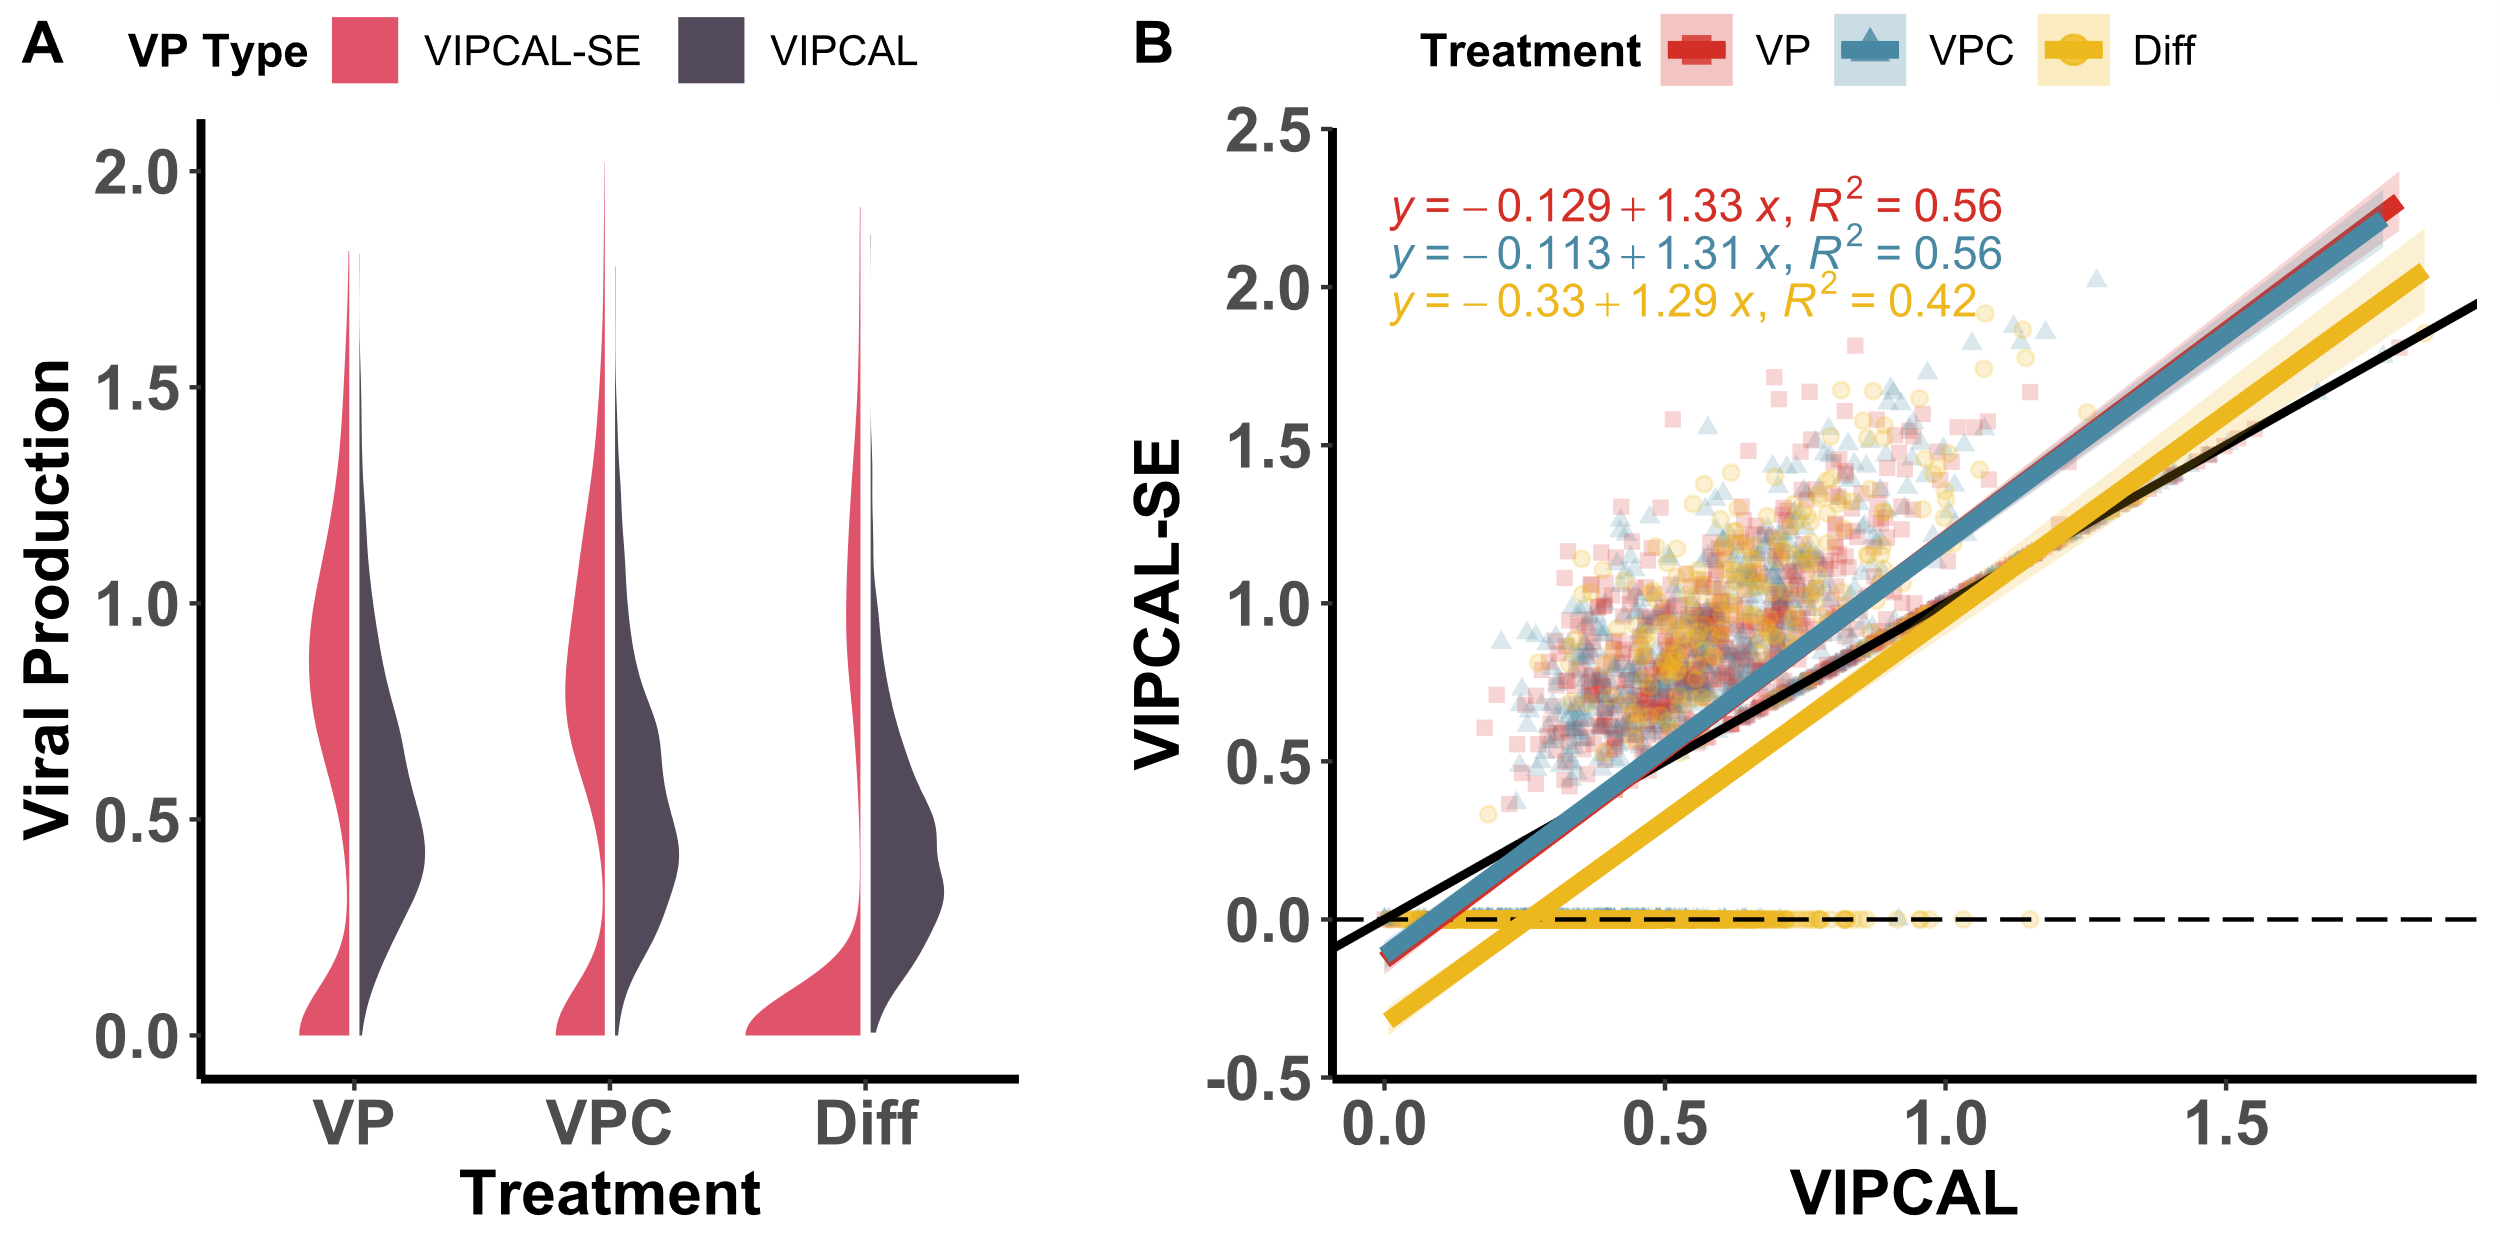 A
VP Type VIPCAL-SE VIPCAL
Viral Production
2.0
1.5
1.0
0.5
0.0
VP VPC Diff
Treatment
B
Treatment VP VPC Diff
VIPCAL-SE
2.5
2.0
1.5
1.0
0.5
0.0
-0.5
y = − 0.129 + 1.33 x, R² = 0.56
y = − 0.113 + 1.31 x, R² = 0.56
y = − 0.33 + 1.29 x, R² = 0.42
0.0 0.5 1.0 1.5
VIPCAL